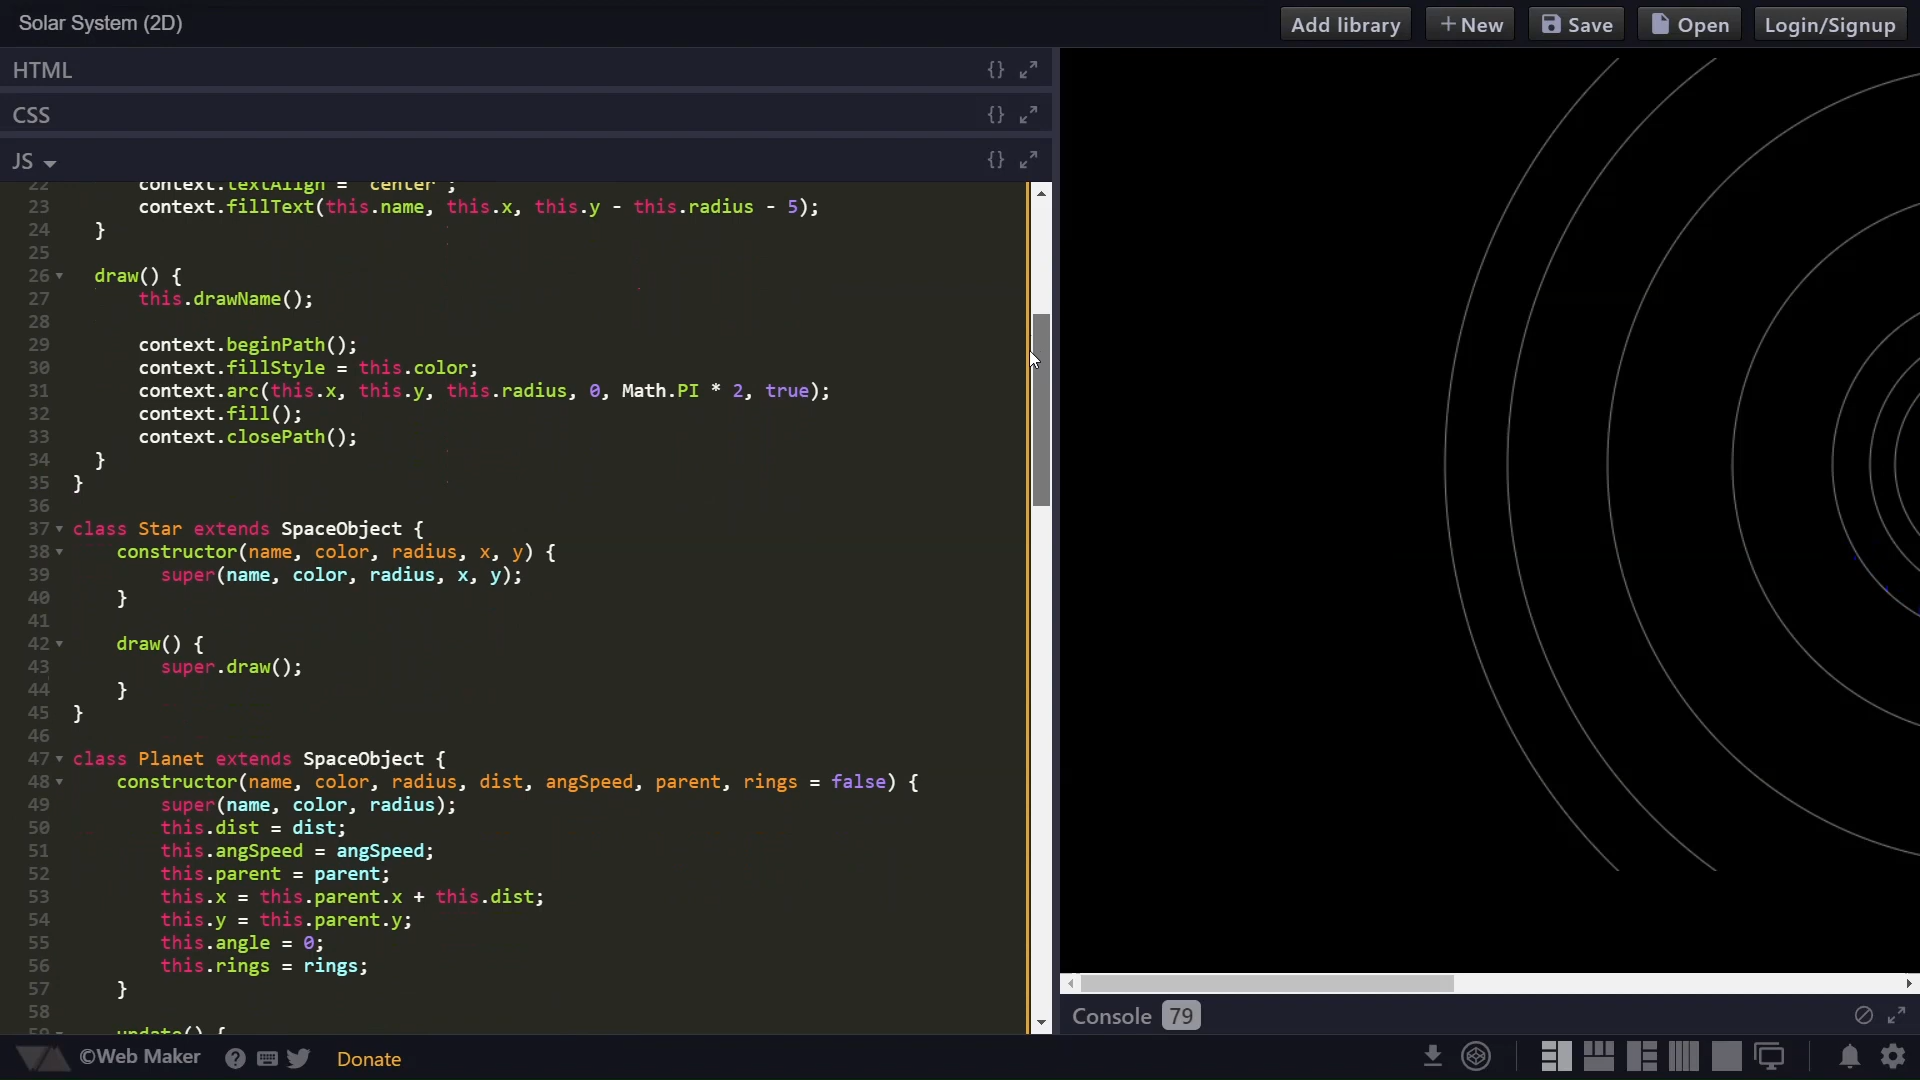 Solar System (2D)
Add library
+ New
Save
Open
Login/Signup
HTML
{}
CSS
{}
JS
{}
22 context.textAlign = "center";
23 context.fillText(this.name, this.x, this.y - this.radius - 5);
24 }
25
26 draw() {
27 this.drawName();
28
29 context.beginPath();
30 context.fillStyle = this.color;
31 context.arc(this.x, this.y, this.radius, 0, Math.PI * 2, true);
32 context.fill();
33 context.closePath();
34 }
35 }
36
37 class Star extends SpaceObject {
38 constructor(name, color, radius, x, y) {
39 super(name, color, radius, x, y);
40 }
41
42 draw() {
43 super.draw();
44 }
45 }
46
47 class Planet extends SpaceObject {
48 constructor(name, color, radius, dist, angSpeed, parent, rings = false) {
49 super(name, color, radius);
50 this.dist = dist;
51 this.angSpeed = angSpeed;
52 this.parent = parent;
53 this.x = this.parent.x + this.dist;
54 this.y = this.parent.y;
55 this.angle = 0;
56 this.rings = rings;
57 }
58
59 update() {
Console 79
©Web Maker
?
Donate